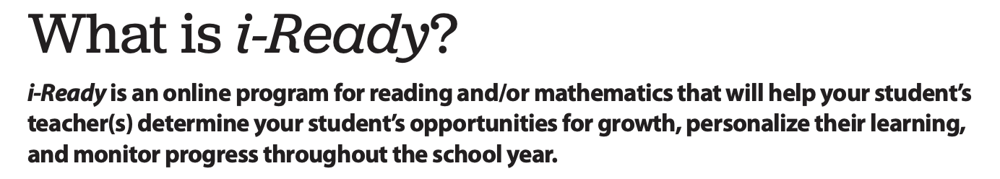 What is i-Ready?
i-Ready is an online program for reading and/or mathematics that will help your student’s
teacher(s) determine your student’s opportunities for growth, personalize their learning,
and monitor progress throughout the school year.